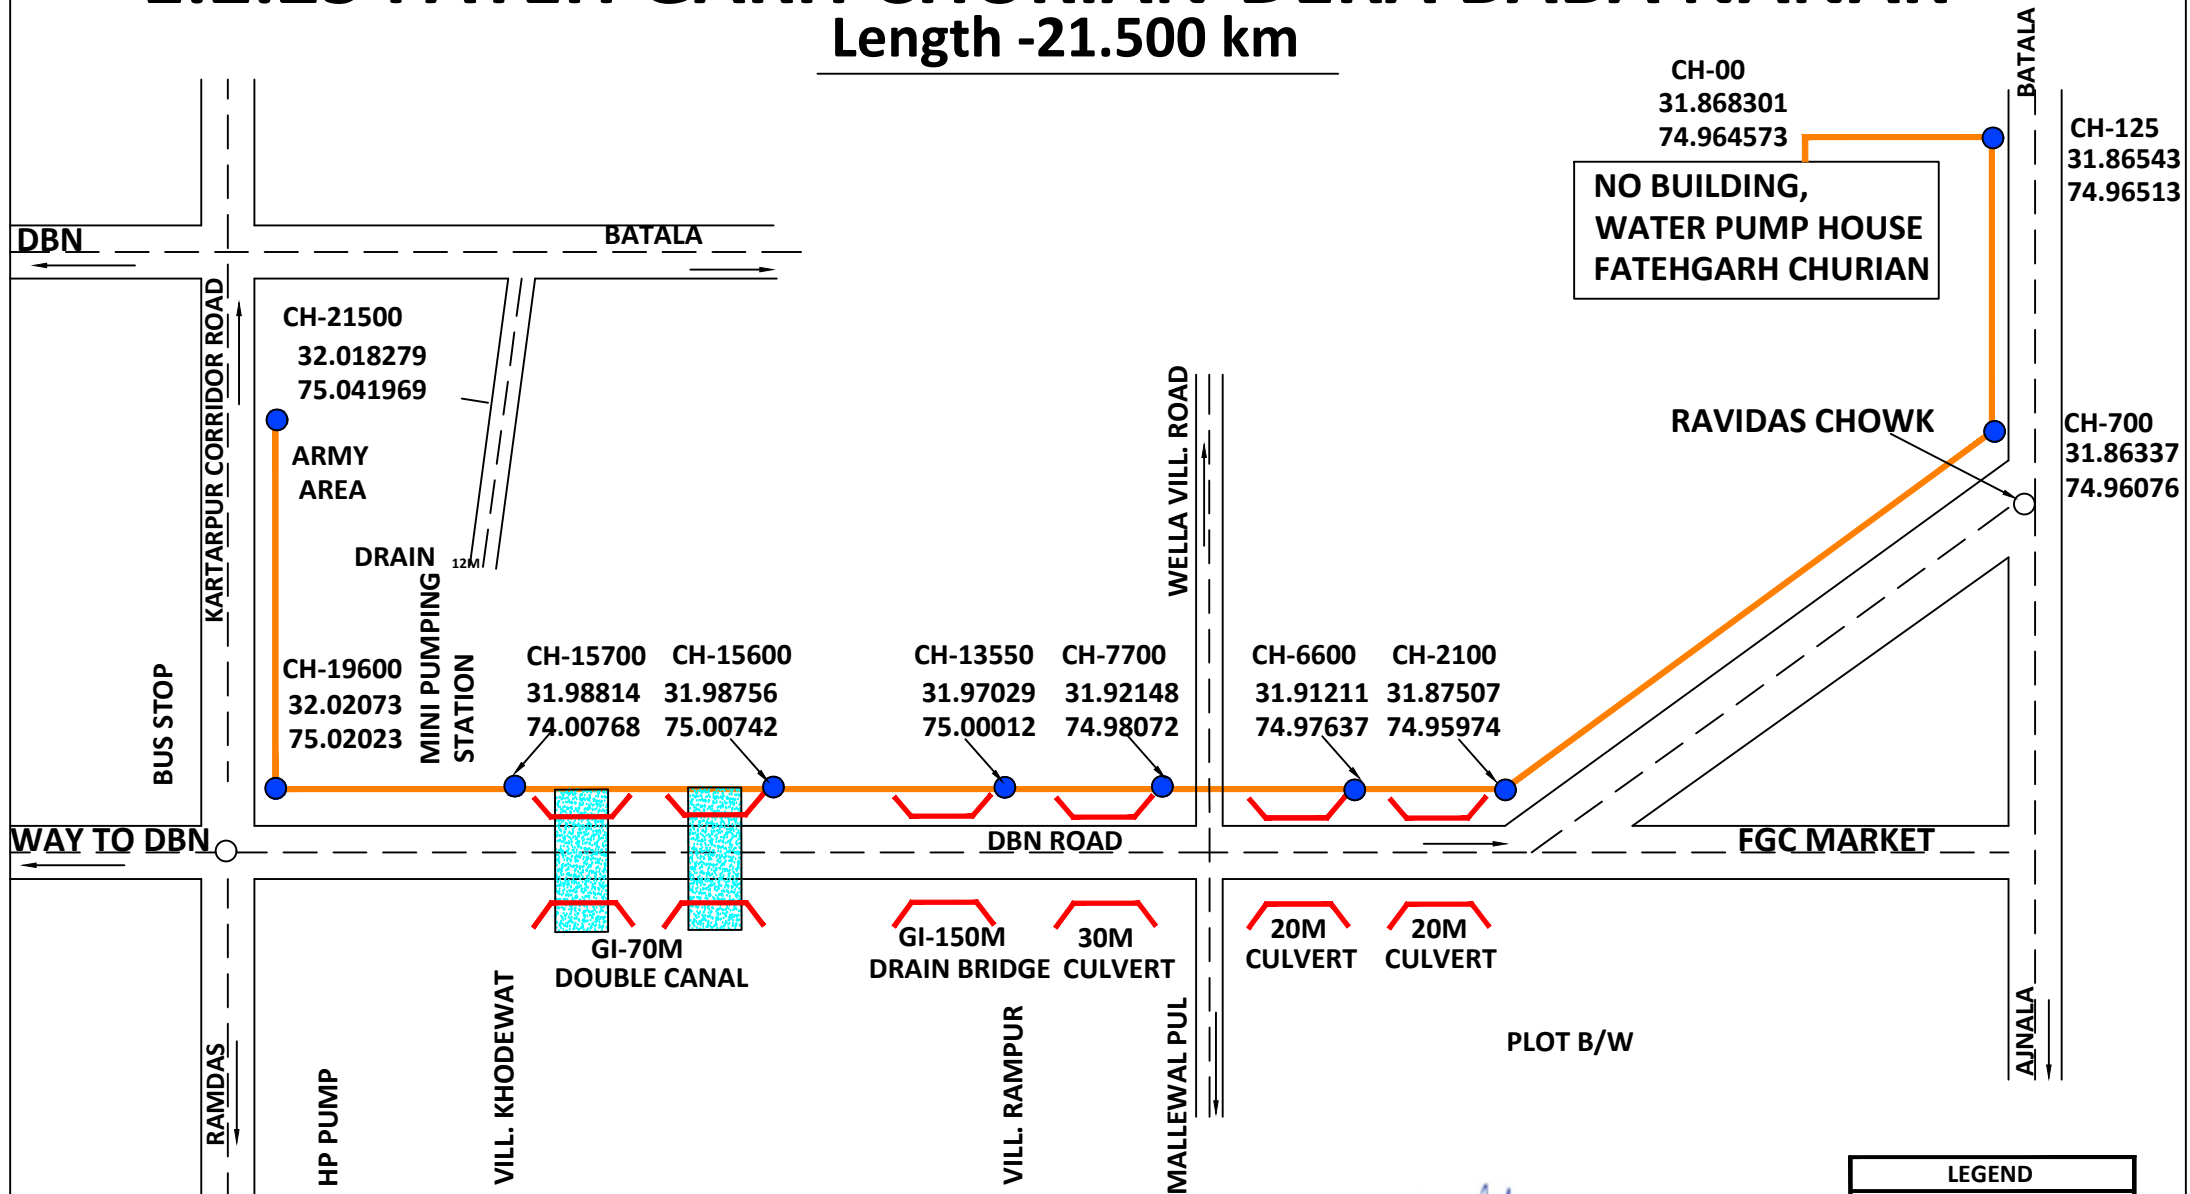 Length -21.500 km
BATALA
CH-00
31.868301
74.964573
CH-125
31.86543
74.96513
NO BUILDING,
WATER PUMP HOUSE
FATEHGARH CHURIAN
DBN
BATALA
KARTARPUR CORRIDOR ROAD
CH-21500
32.018279
75.041969
ARMY
AREA
WELLA VILL. ROAD
RAVIDAS CHOWK
CH-700
31.86337
74.96076
DRAIN
12M
MINI PUMPING
STATION
BUS STOP
CH-19600
32.02073
75.02023
CH-15700
31.98814
74.00768
CH-15600
31.98756
75.00742
CH-13550
31.97029
75.00012
CH-7700
31.92148
74.98072
CH-6600
31.91211
74.97637
CH-2100
31.87507
74.95974
WAY TO DBN
DBN ROAD
FGC MARKET
GI-70M
DOUBLE CANAL
GI-150M
DRAIN BRIDGE
30M
CULVERT
20M
CULVERT
20M
CULVERT
RAMDAS
HP PUMP
VILL. KHODEWAT
VILL. RAMPUR
MALLEWAL PUL
PLOT B/W
AJNALA
LEGEND